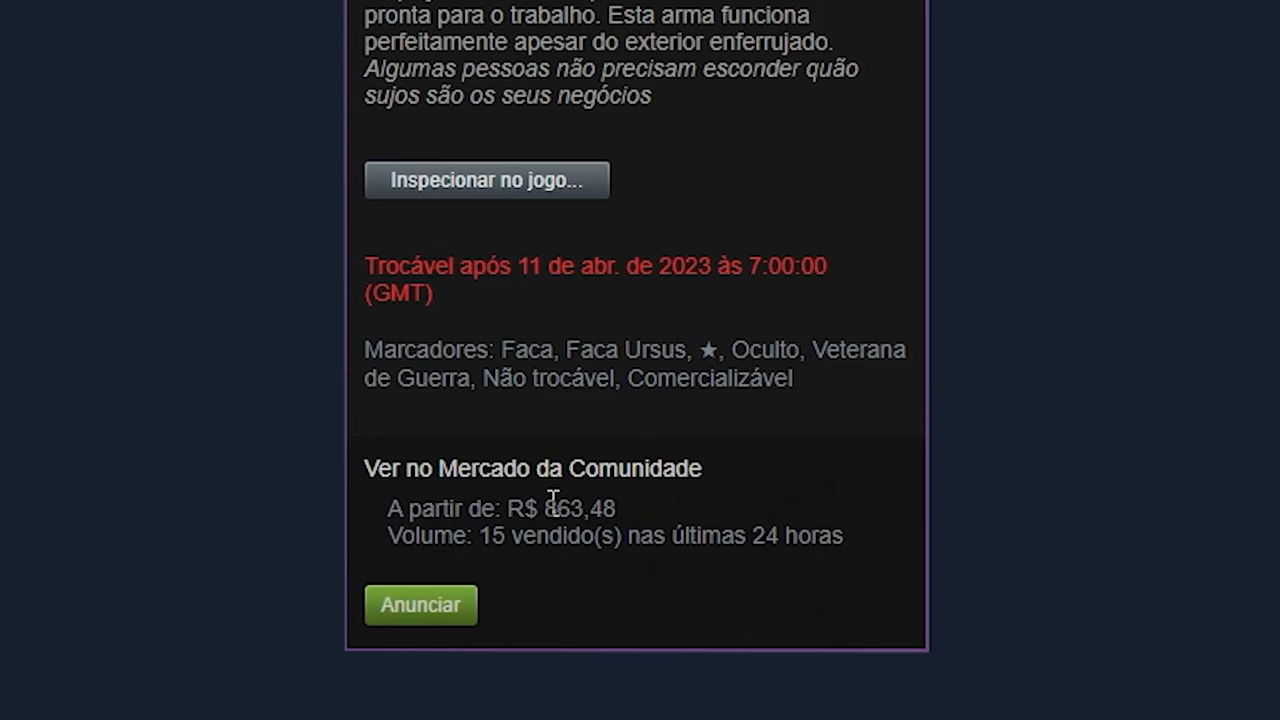 pronta para o trabalho. Esta arma funciona
perfeitamente apesar do exterior enferrujado.
Algumas pessoas não precisam esconder quão
sujos são os seus negócios
Inspecionar no jogo...
Trocável após 11 de abr. de 2023 às 7:00:00
(GMT)
Marcadores: Faca, Faca Ursus, ★, Oculto, Veterana
de Guerra, Não trocável, Comercializável
Ver no Mercado da Comunidade
A partir de: R$ 863,48
Volume: 15 vendido(s) nas últimas 24 horas
Anunciar